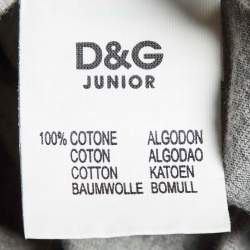 D&G
JUNIOR
100% COTONE ALGODON
COTON ALGODAO
COTTON KATOEN
BAUMWOLLE BOMULL